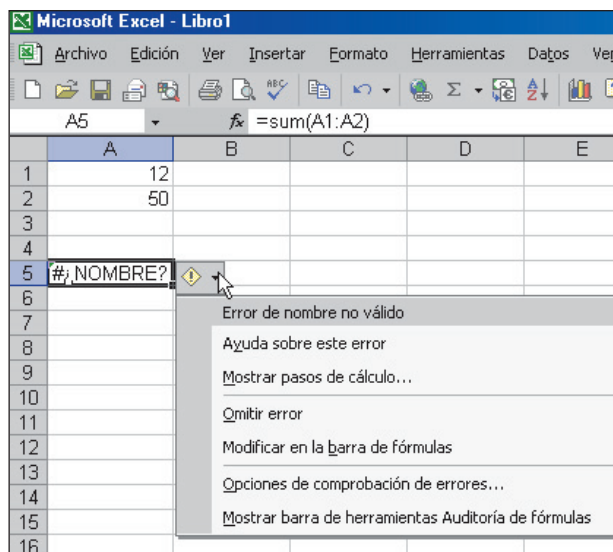 Microsoft Excel - Libro1
Archivo Edición Ver Insertar Formato Herramientas Datos Ve
A5 fx =sum(A1:A2)
A B C D E
1 12
2 50
3
4
5 #¿NOMBRE?
6
7
8
9
10
11
12
13
14
15
16
Error de nombre no válido
Ayuda sobre este error
Mostrar pasos de cálculo...
Omitir error
Modificar en la barra de fórmulas
Opciones de comprobación de errores...
Mostrar barra de herramientas Auditoría de fórmulas